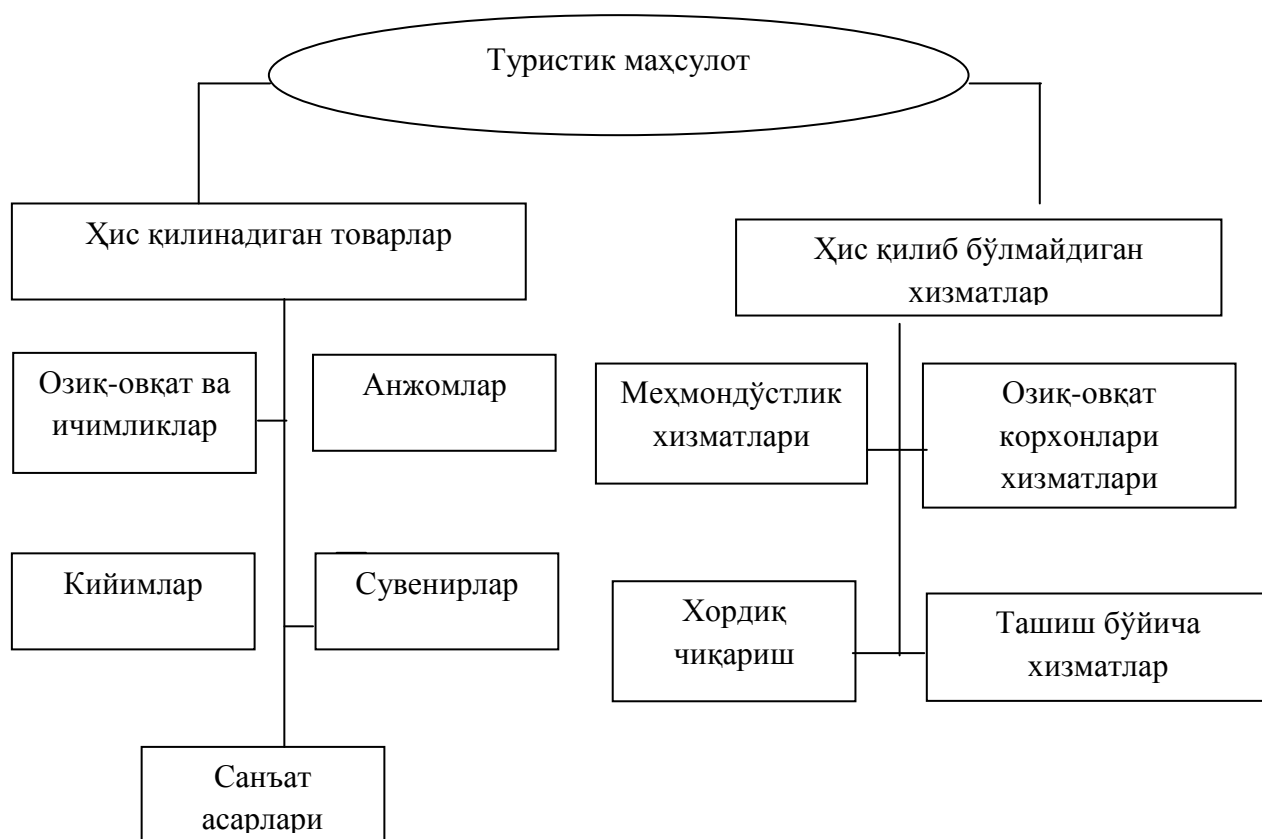 Туристик маҳсулот
Ҳис қилинадиган товарлар
Ҳис қилиб бўлмайдиган
хизматлар
Озиқ-овқат ва
ичимликлар
Анжомлар
Меҳмондўстлик
хизматлари
Озиқ-овқат
корхонлари
хизматлари
Кийимлар
Сувенирлар
Хордиқ
чиқариш
Ташиш бўйича
хизматлар
Санъат
асарлари